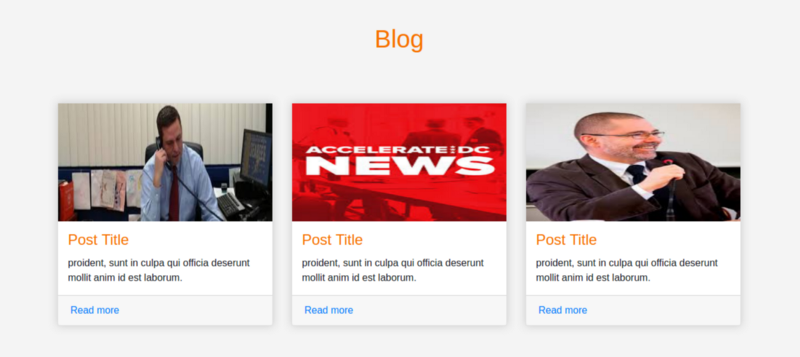 Blog
ACCELERATE:DC
NEWS
Post Title
proident, sunt in culpa qui officia deserunt
mollit anim id est laborum.
Read more
Post Title
proident, sunt in culpa qui officia deserunt
mollit anim id est laborum.
Read more
Post Title
proident, sunt in culpa qui officia deserunt
mollit anim id est laborum.
Read more